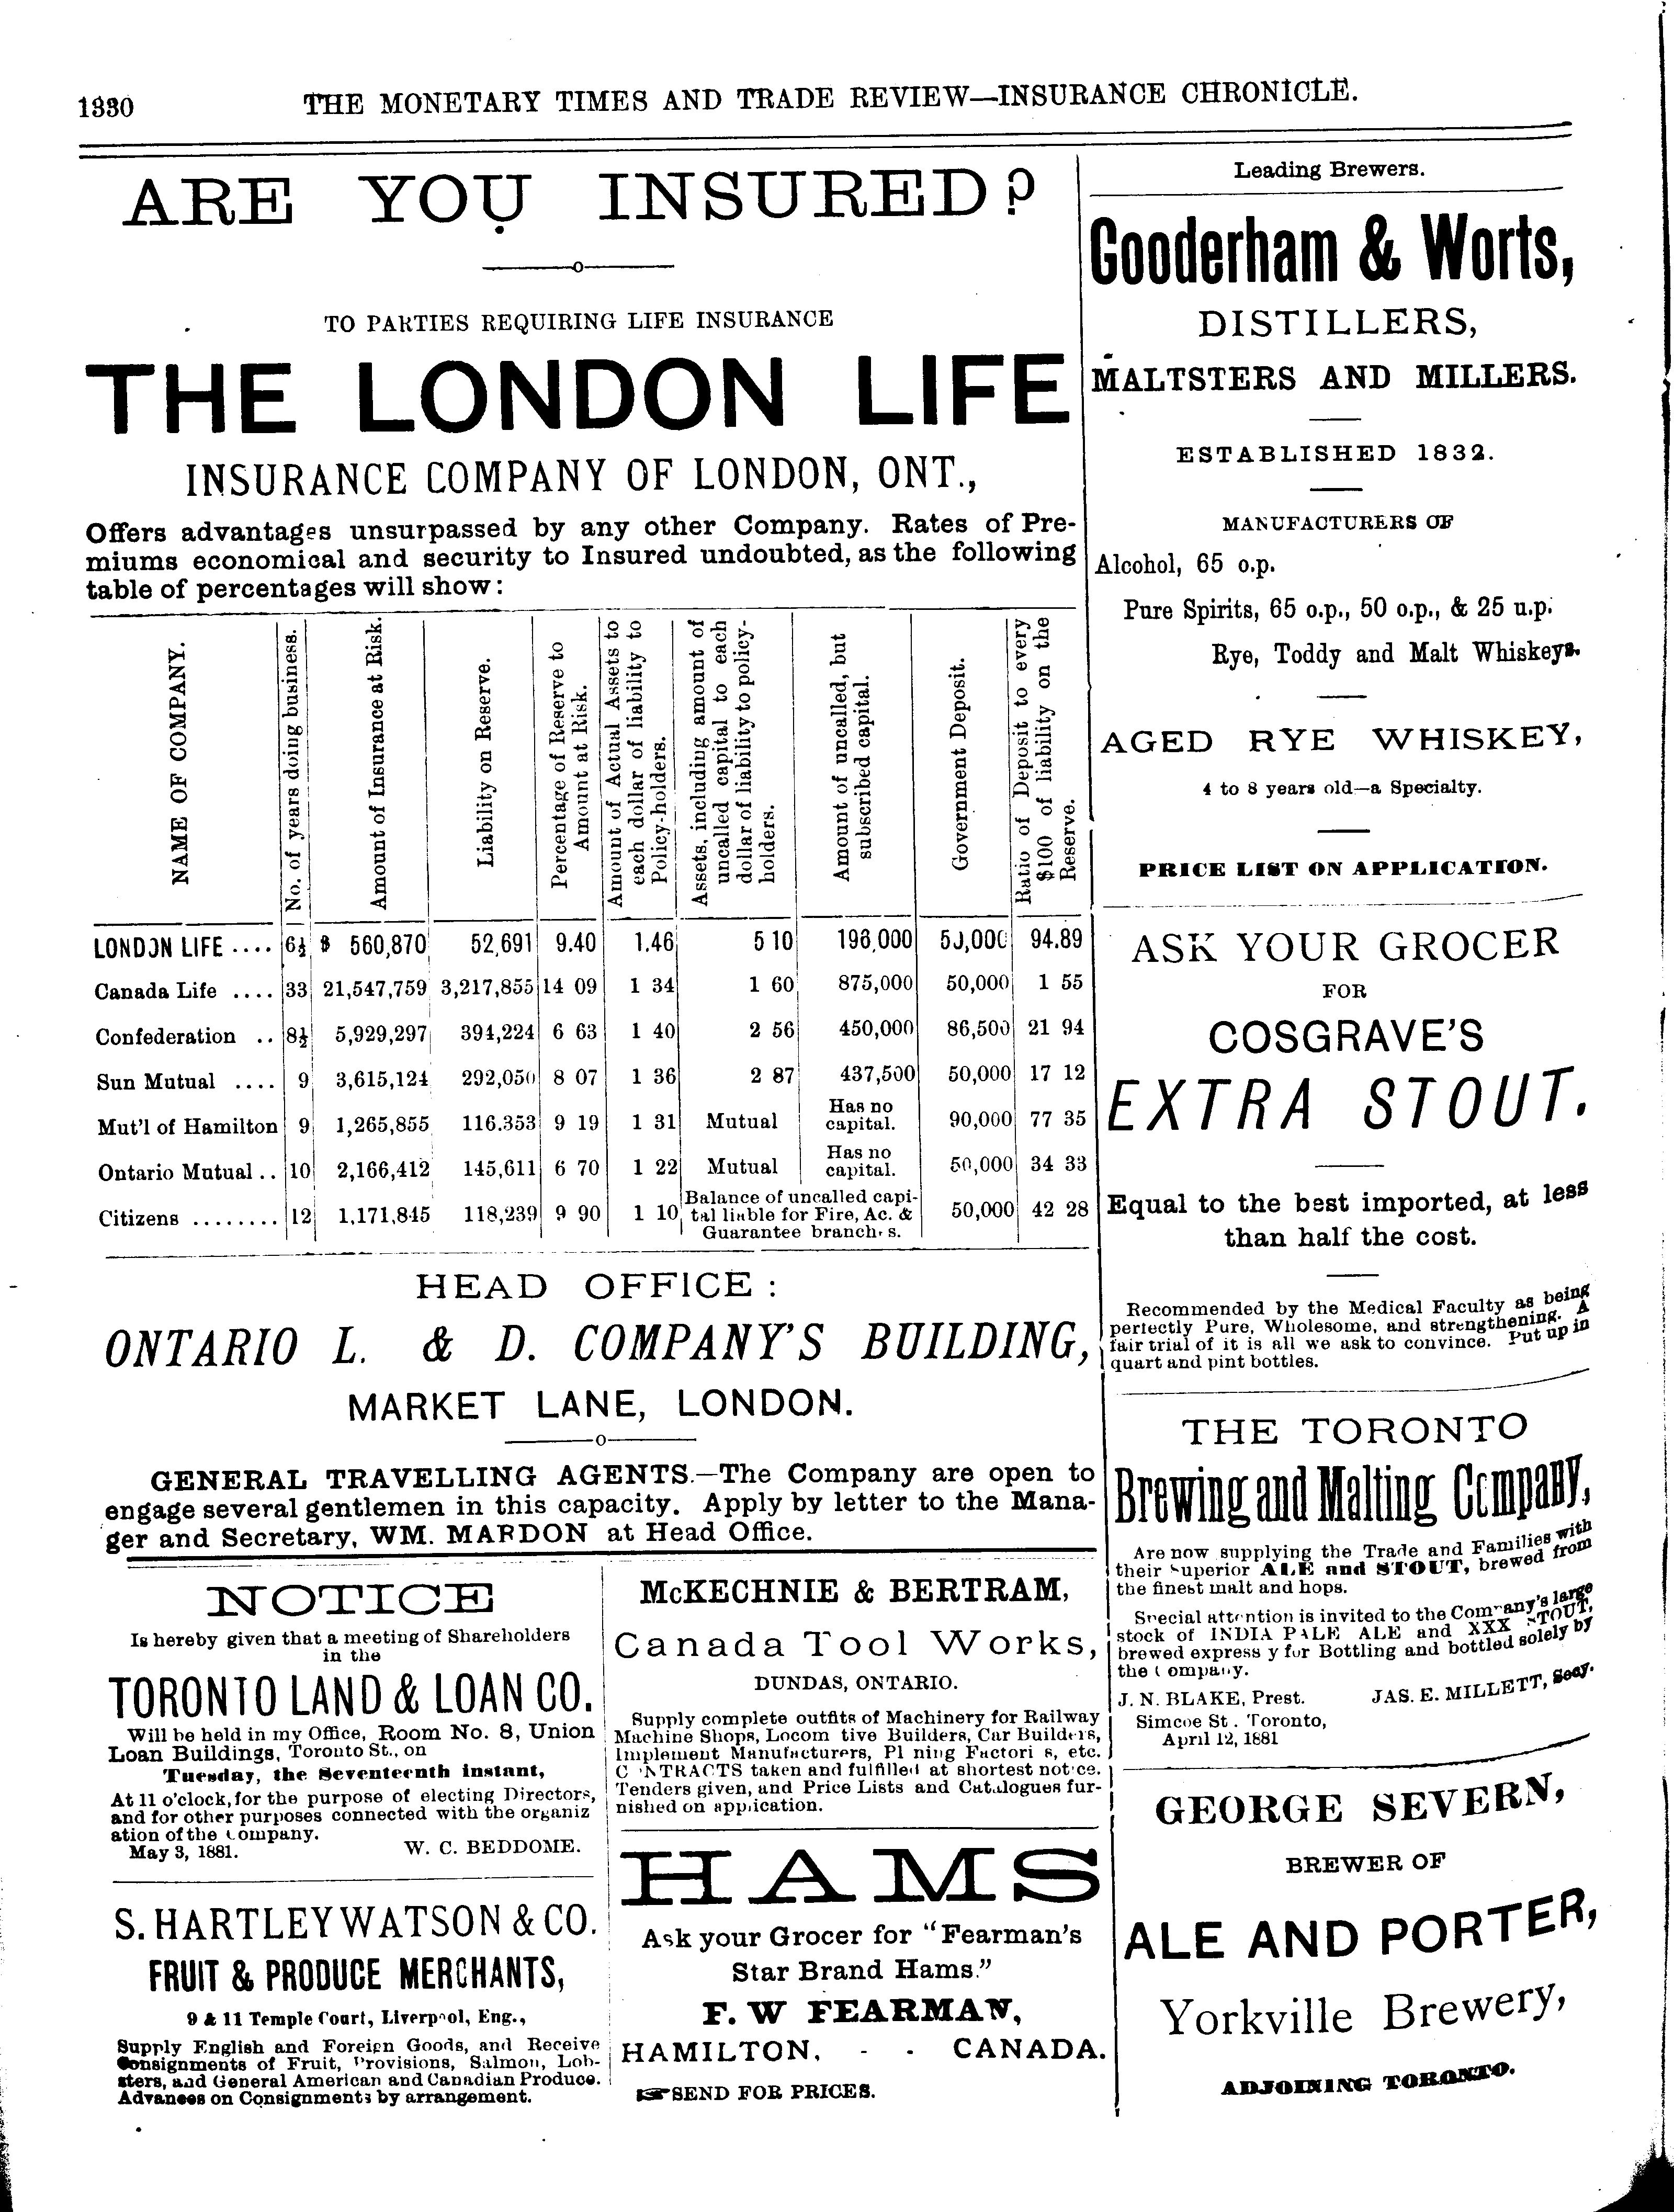 1330
THE MONETARY TIMES AND TRADE REVIEW—INSURANCE CHRONICLE.
ARE YOU INSURED?
TO PARTIES REQUIRING LIFE INSURANCE
THE LONDON LIFE
INSURANCE COMPANY OF LONDON, ONT.,
Offers advantages unsurpassed by any other Company. Rates of Pre-
miums economical and security to Insured undoubted, as the following
table of percentages will show:
NAME OF COMPANY.
No. of years doing business.
Amount of Insurance at Risk.
Liability on Reserve.
Percentage of Reserve to
Amount at Risk.
Amount of Actual Assets to
each dollar of liability to
Policy-holders.
Assets, including amount of
uncalled capital to each
dollar of liability to policy-
holders.
Amount of uncalled, but
subscribed capital.
Government Deposit.
Ratio of Deposit to every
$100 of liability on the
Reserve.
LONDON LIFE .... 6½ $ 560,870 52,691 9.40 1.46 5 10 196,000 50,000 94.89
Canada Life .... 33 21,547,759 3,217,855 14 09 1 34 1 60 875,000 50,000 1 55
Confederation .. 8½ 5,929,297 394,224 6 63 1 40 2 56 450,000 86,500 21 94
Sun Mutual .... 9 3,615,124 292,050 8 07 1 36 2 87 437,500 50,000 17 12
Mut'l of Hamilton 9 1,265,855 116.353 9 19 1 31 Mutual Has no capital. 90,000 77 35
Ontario Mutual .. 10 2,166,412 145,611 6 70 1 22 Mutual Has no capital. 50,000 34 33
Citizens ........ 12 1,171,845 118,239 9 90 1 10 Balance of uncalled capi-
tal liable for Fire, Ac. & 50,000 42 28
Guarantee branches.
HEAD OFFICE:
ONTARIO L. & D. COMPANY'S BUILDING,
MARKET LANE, LONDON.
GENERAL TRAVELLING AGENTS.—The Company are open to
engage several gentlemen in this capacity. Apply by letter to the Mana-
ger and Secretary, WM. MARDON at Head Office.
NOTICE
Is hereby given that a meeting of Shareholders
in the
TORONTO LAND & LOAN CO.
Will be held in my Office, Room No. 8, Union
Loan Buildings, Toronto St., on
Tuesday, the Seventeenth instant,
At 11 o'clock, for the purpose of electing Directors,
and for other purposes connected with the organiz
ation of the Company.
May 3, 1881. W. C. BEDDOME.
S. HARTLEY WATSON & CO.
FRUIT & PRODUCE MERCHANTS,
9 & 11 Temple Court, Liverpool, Eng.,
Supply English and Foreign Goods, and Receive
Consignments of Fruit, Provisions, Salmon, Lob-
sters, and General American and Canadian Produce.
Advances on Consignments by arrangement.
McKECHNIE & BERTRAM,
Canada Tool Works,
DUNDAS, ONTARIO.
Supply complete outfits of Machinery for Railway
Machine Shops, Locom tive Builders, Car Builders,
Implement Manufacturers, Pl ning Factori s, etc.
C NTRACTS taken and fulfilled at shortest notice.
Tenders given, and Price Lists and Catalogues fur-
nished on application.
HAMS
Ask your Grocer for "Fearman's
Star Brand Hams."
F. W FEARMAN,
HAMILTON, - - CANADA.
☞SEND FOR PRICES.
Leading Brewers.
Gooderham & Worts,
DISTILLERS,
MALTSTERS AND MILLERS.
ESTABLISHED 1832.
MANUFACTURERS OF
Alcohol, 65 o.p.
Pure Spirits, 65 o.p., 50 o.p., & 25 u.p.
Rye, Toddy and Malt Whiskeys.
AGED RYE WHISKEY,
4 to 8 years old—a Specialty.
PRICE LIST ON APPLICATION.
ASK YOUR GROCER
FOR
COSGRAVE'S
EXTRA STOUT.
Equal to the best imported, at less
than half the cost.
Recommended by the Medical Faculty as being
perfectly Pure, Wholesome, and strengthening. A
fair trial of it is all we ask to convince. Put up in
quart and pint bottles.
THE TORONTO
Brewing and Malting Company,
Are now supplying the Trade and Families with
their Superior ALE and STOUT, brewed from
the finest malt and hops.
Special attention is invited to the Company's large
stock of INDIA PALE ALE and XXX STOUT,
brewed express y for Bottling and bottled solely by
the Company.
J. N. BLAKE, Prest. JAS. E. MILLETT, Secy.
Simcoe St. Toronto,
April 12, 1881
GEORGE SEVERN,
BREWER OF
ALE AND PORTER,
Yorkville Brewery,
ADJOINING TORONTO.